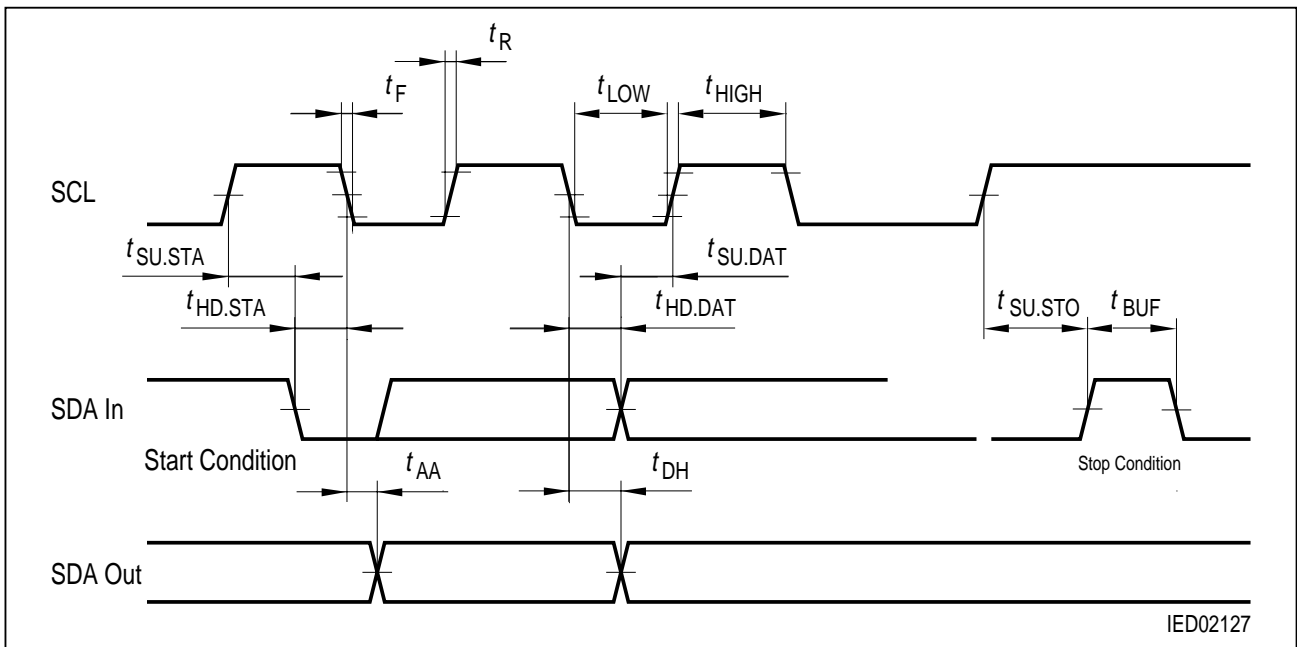 tR
tF
tLOW
tHIGH
SCL
tSU.STA
tSU.DAT
tHD.STA
tHD.DAT
tSU.STO
tBUF
SDA In
Start Condition
tAA
tDH
Stop Condition
SDA Out
IED02127